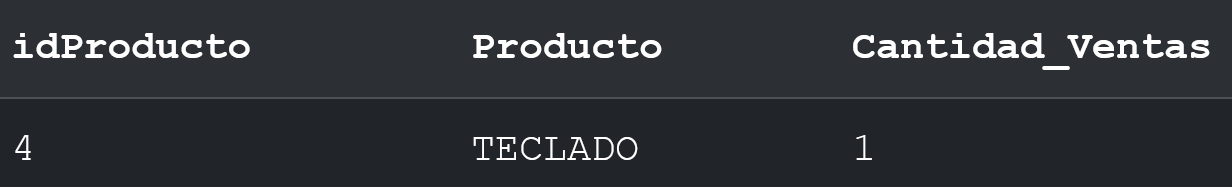 idProducto Producto Cantidad_Ventas
4 TECLADO 1